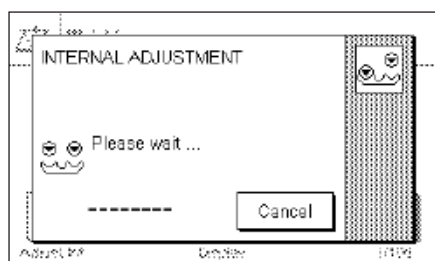 INTERNAL ADJUSTMENT
Please wait ...
--------
Cancel